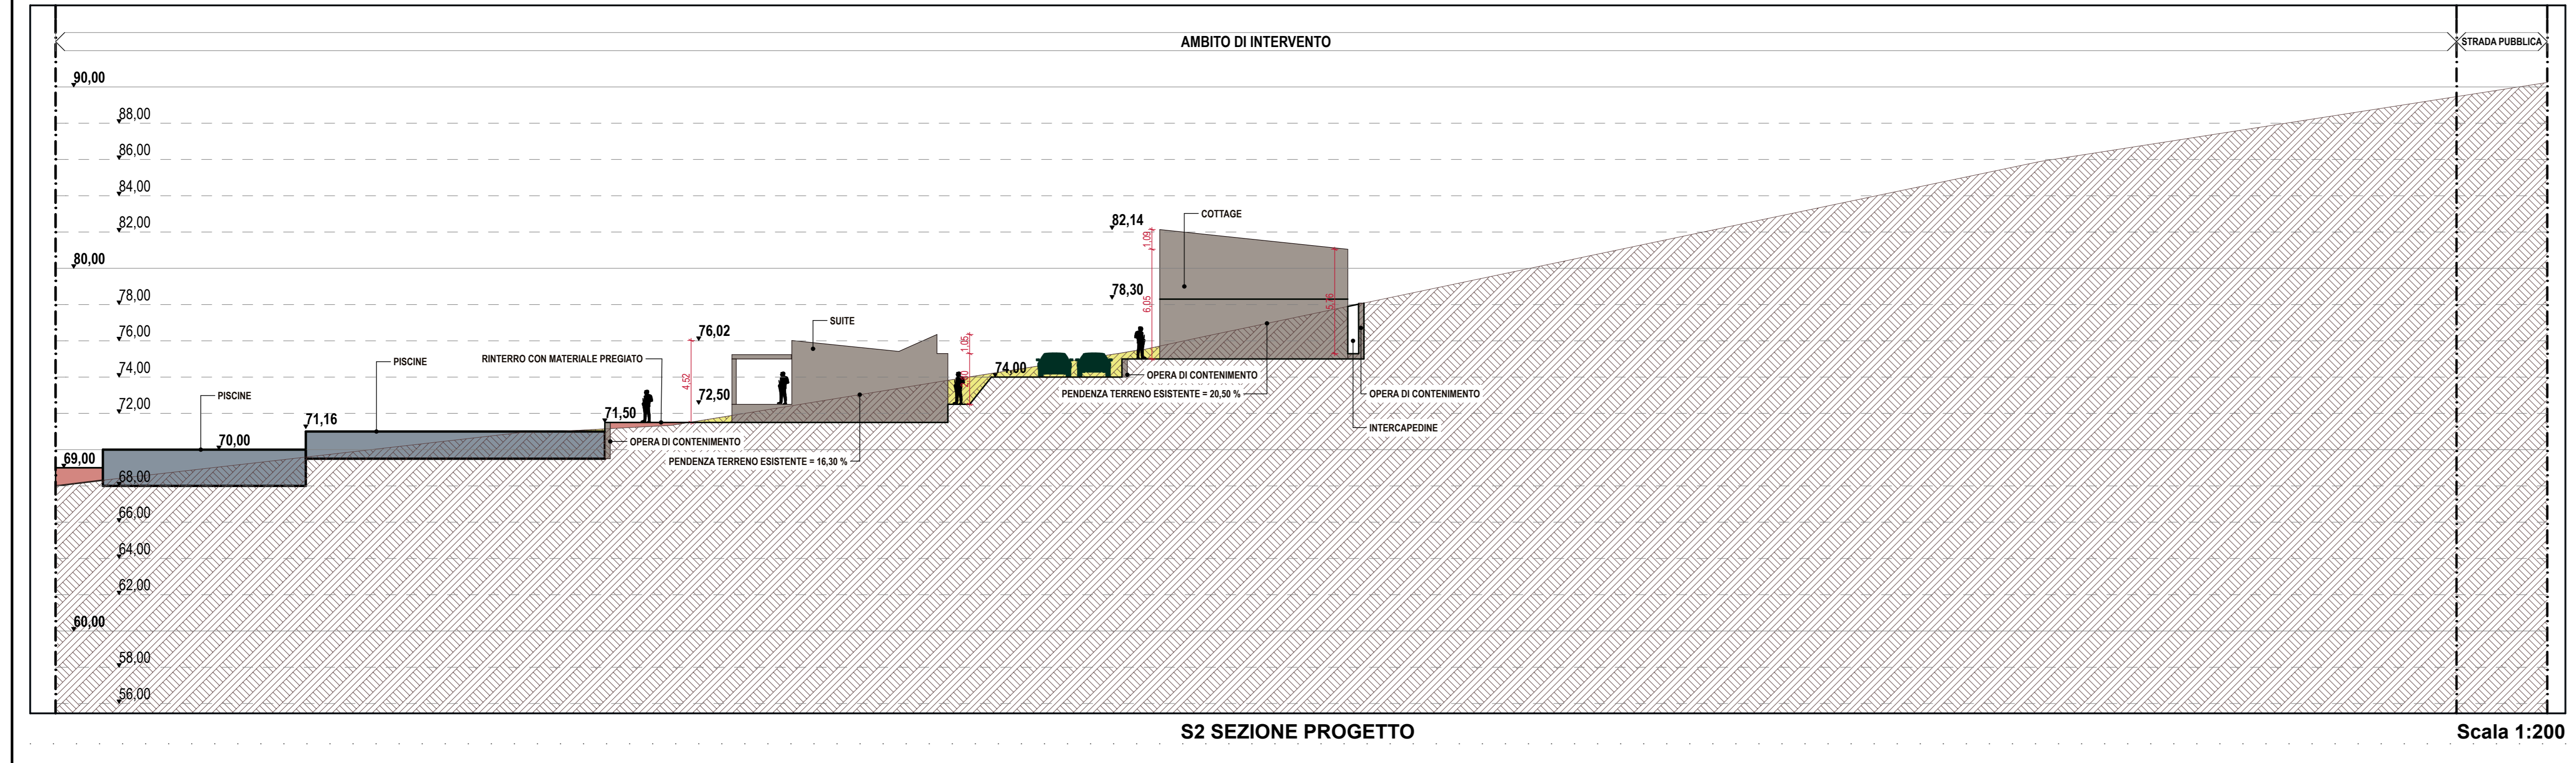 AMBITO DI INTERVENTO
STRADA PUBBLICA
90,00
88,00
86,00
84,00
82,00
80,00
78,00
76,00
74,00
72,00
69,00
68,00
66,00
64,00
62,00
60,00
58,00
56,00
PISCINE
70,00
71,16
PISCINE
RINTERRO CON MATERIALE PREGIATO
71,50
OPERA DI CONTENIMENTO
PENDENZA TERRENO ESISTENTE = 16,30 %
4,52
76,02
72,50
SUITE
1,05
74,00
82,14
78,30
COTTAGE
1,09
6,05
5,76
OPERA DI CONTENIMENTO
PENDENZA TERRENO ESISTENTE = 20,50 %
OPERA DI CONTENIMENTO
INTERCAPEDINE
S2 SEZIONE PROGETTO
Scala 1:200